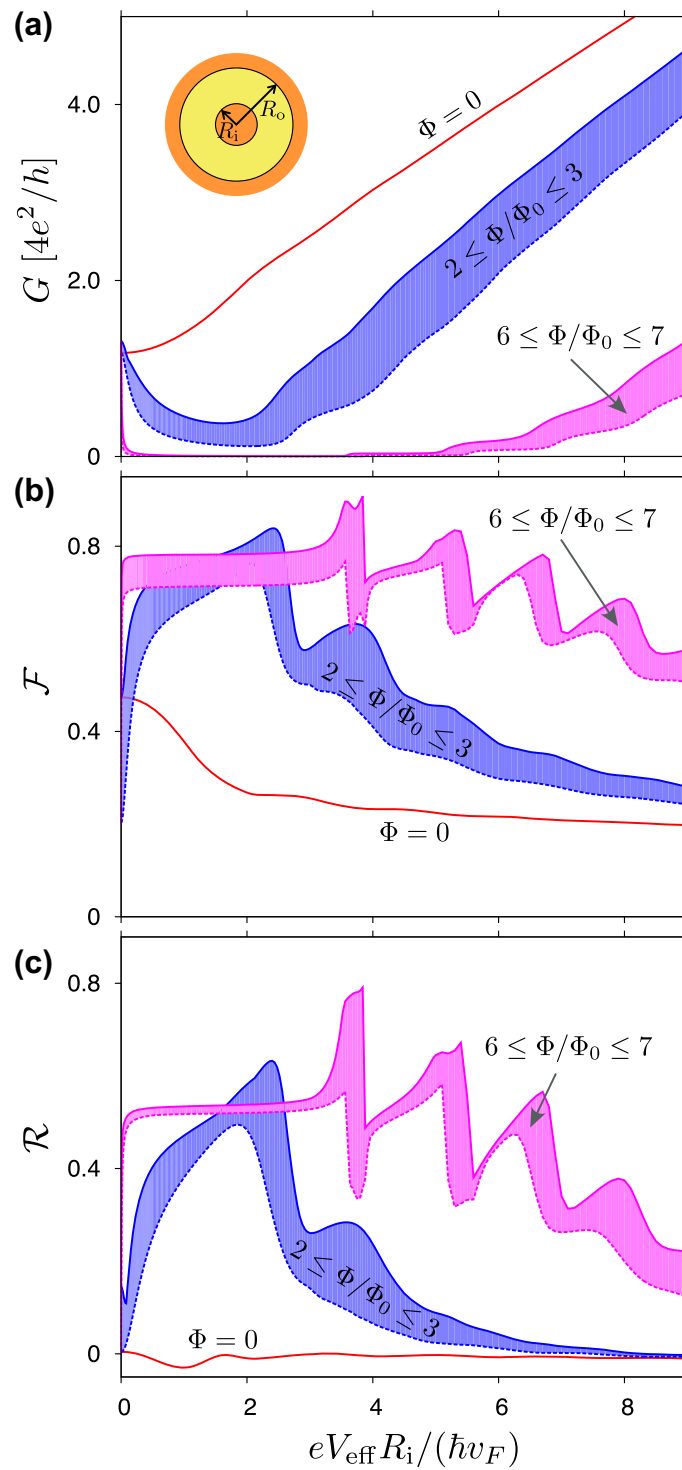 (a)
4.0
2.0
0
G [4e²/h]
R_i
R_o
Φ = 0
2 ≤ Φ/Φ₀ ≤ 3
6 ≤ Φ/Φ₀ ≤ 7
(b)
0.8
0.4
0
ℱ
6 ≤ Φ/Φ₀ ≤ 7
2 ≤ Φ/Φ₀ ≤ 3
Φ = 0
(c)
0.8
0.4
0
ℛ
6 ≤ Φ/Φ₀ ≤ 7
2 ≤ Φ/Φ₀ ≤ 3
Φ = 0
0 2 4 6 8
eV_eff R_i/(ħv_F)